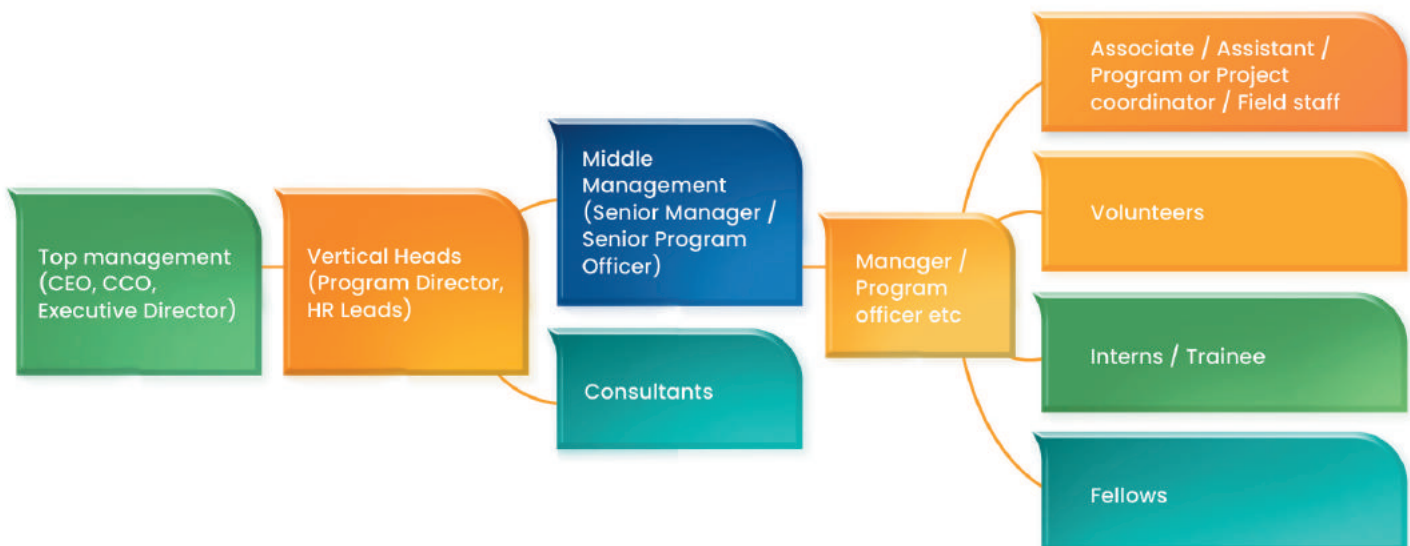 Top management
(CEO, CCO,
Executive Director)
Vertical Heads
(Program Director,
HR Leads)
Middle
Management
(Senior Manager /
Senior Program
Officer)
Consultants
Manager /
Program
officer etc
Associate / Assistant /
Program or Project
coordinator / Field staff
Volunteers
Interns / Trainee
Fellows